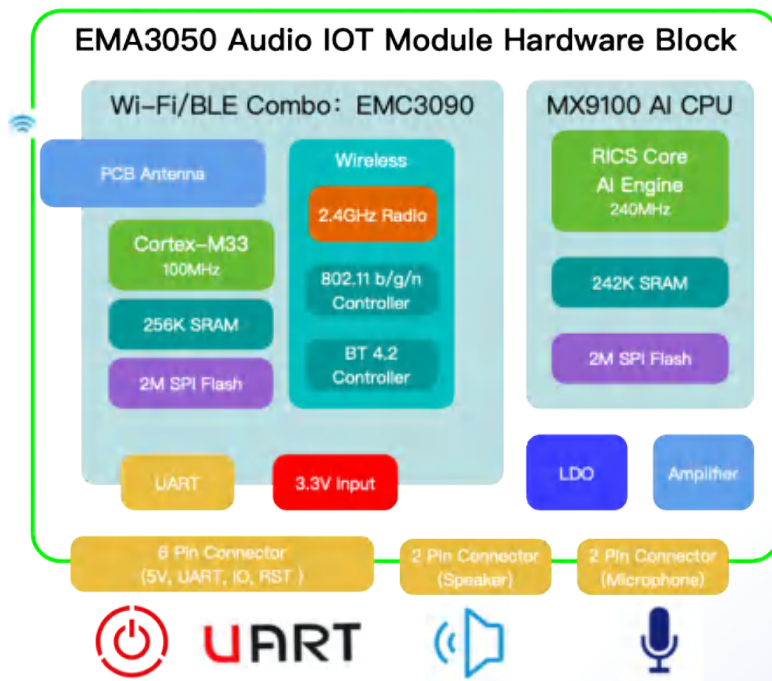 EMA3050 Audio IOT Module Hardware Block
Wi-Fi/BLE Combo: EMC3090
MX9100 AI CPU
PCB Antenna
Wireless
RICS Core
AI Engine
240MHz
2.4GHz Radio
Cortex-M33
100MHz
802.11 b/g/n
Controller
242K SRAM
256K SRAM
BT 4.2
Controller
2M SPI Flash
2M SPI Flash
UART
3.3V Input
LDO
Amplifier
6 Pin Connector
(5V, UART, IO, RST )
2 Pin Connector
(Speaker)
2 Pin Connector
(Microphone)
UART